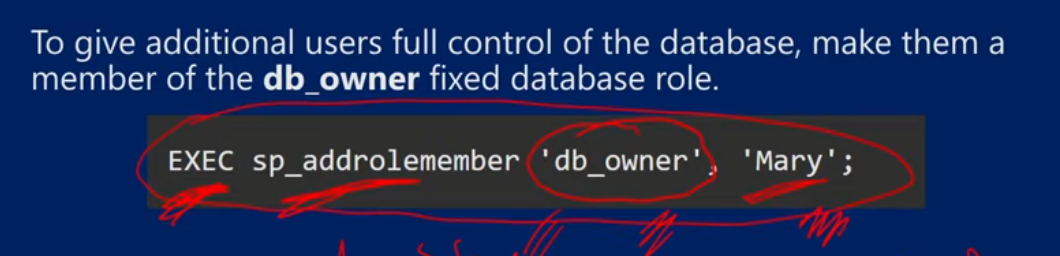 To give additional users full control of the database, make them a
member of the db_owner fixed database role.
EXEC sp_addrolemember 'db_owner', 'Mary';